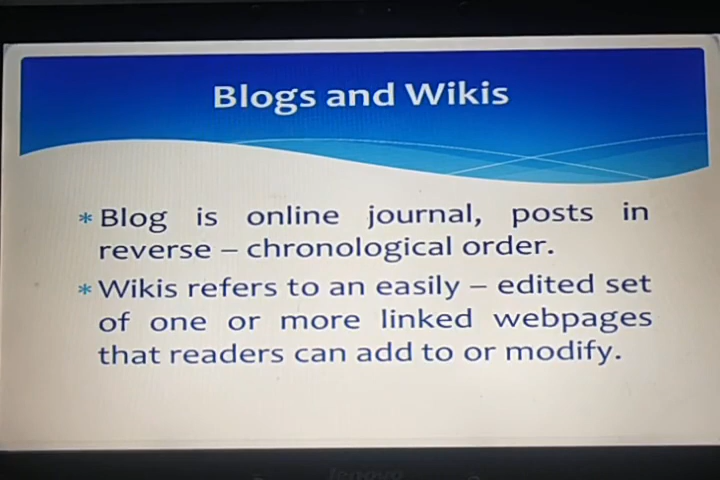 Blogs and Wikis
* Blog is online journal, posts in
reverse – chronological order.
* Wikis refers to an easily – edited set
of one or more linked webpages
that readers can add to or modify.
lenovo